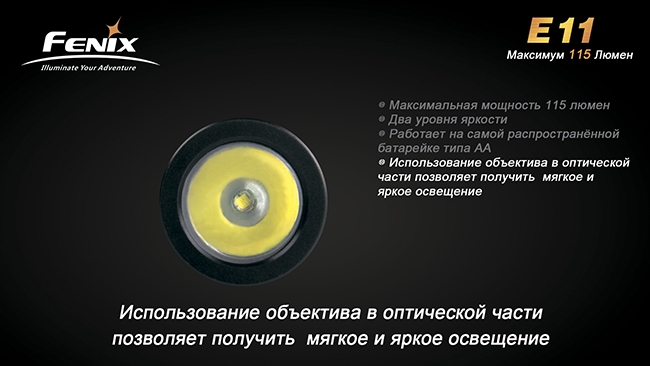 FENIX
Illuminate Your Adventure
E11
Максимум 115 Люмен
Максимальная мощность 115 люмен
Два уровня яркости
Работает на самой распространённой
батарейке типа АА
Использование объектива в оптической
части позволяет получить  мягкое и
яркое освещение
Использование объектива в оптической части
позволяет получить  мягкое и яркое освещение